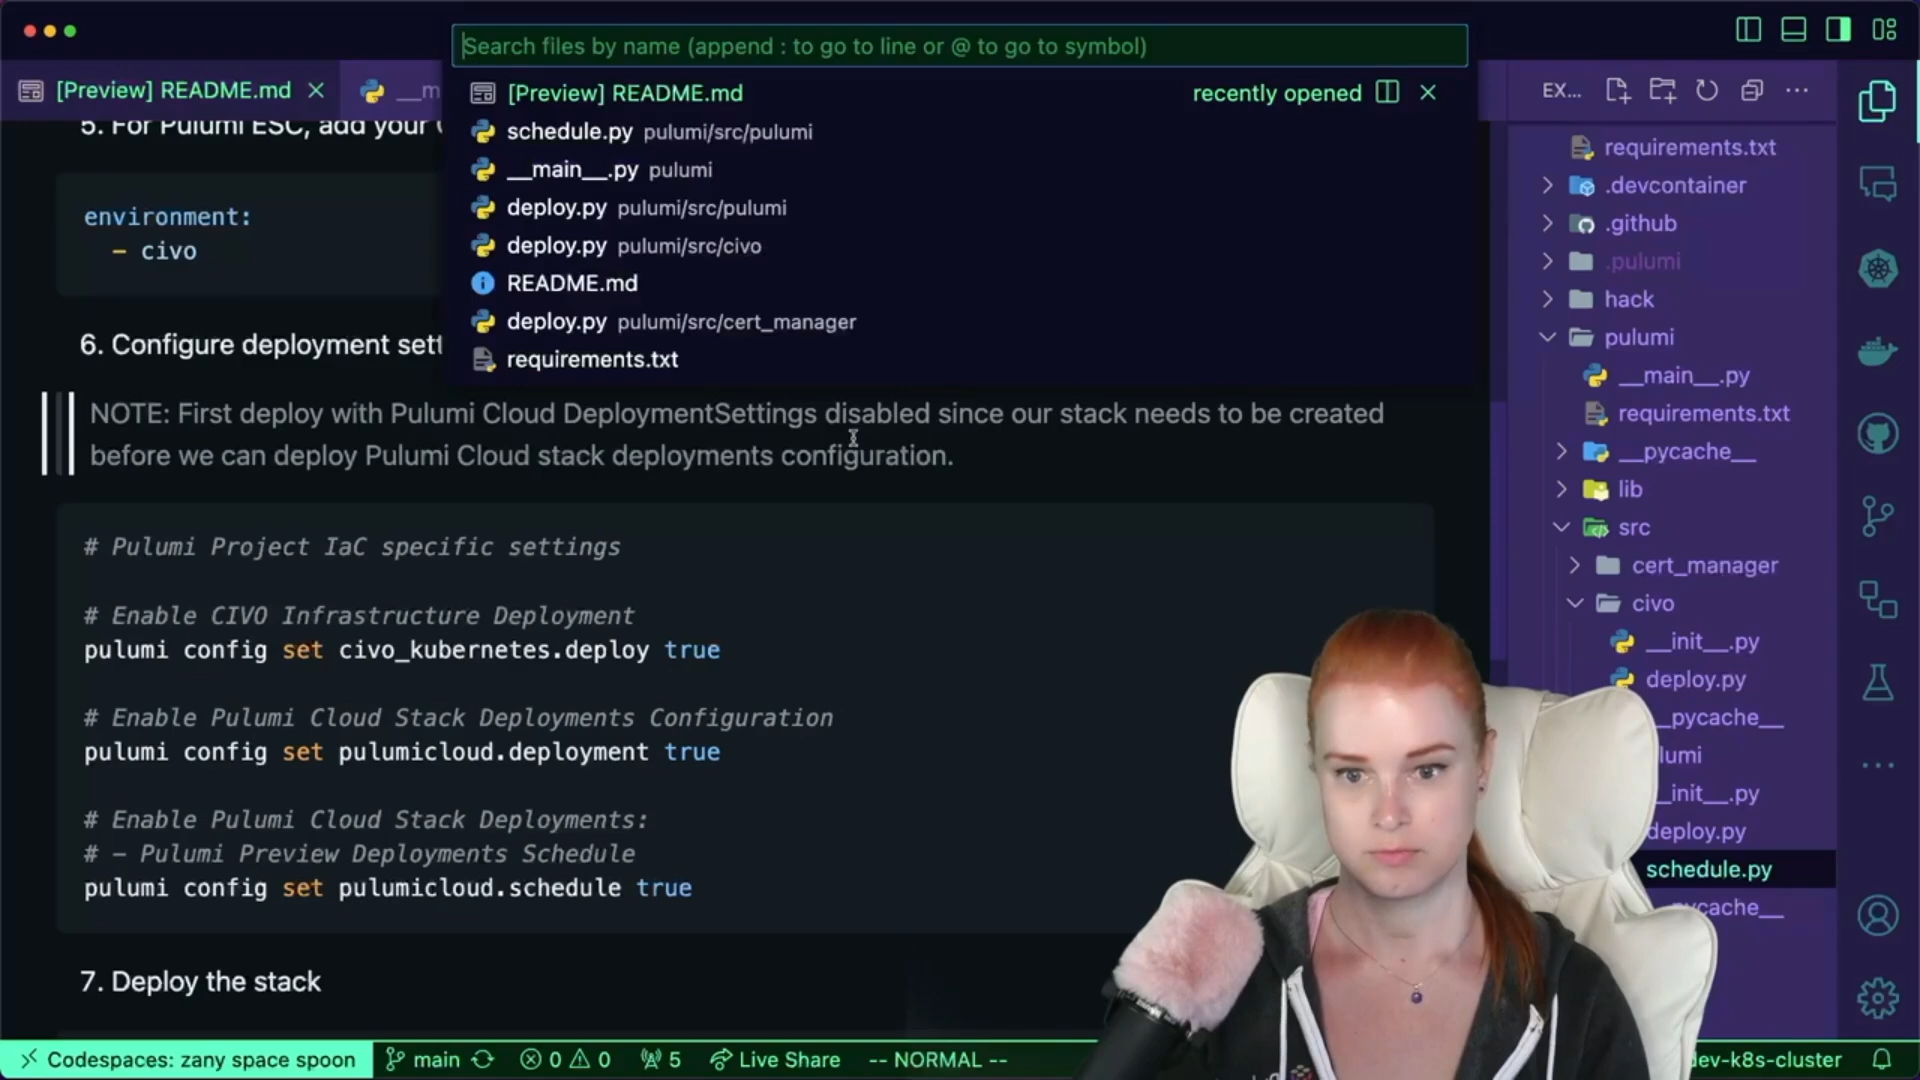 Search files by name (append : to go to line or @ to go to symbol)
[Preview] README.md
__m
[Preview] README.md recently opened
schedule.py pulumi/src/pulumi
__main__.py pulumi
deploy.py pulumi/src/pulumi
deploy.py pulumi/src/civo
README.md
deploy.py pulumi/src/cert_manager
requirements.txt
5. For Pulumi ESC, add your
environment:
- civo
6. Configure deployment sett
NOTE: First deploy with Pulumi Cloud DeploymentSettings disabled since our stack needs to be created
before we can deploy Pulumi Cloud stack deployments configuration.
# Pulumi Project IaC specific settings
# Enable CIVO Infrastructure Deployment
pulumi config set civo_kubernetes.deploy true
# Enable Pulumi Cloud Stack Deployments Configuration
pulumi config set pulumicloud.deployment true
# Enable Pulumi Cloud Stack Deployments:
# - Pulumi Preview Deployments Schedule
pulumi config set pulumicloud.schedule true
7. Deploy the stack
EX...
requirements.txt
.devcontainer
.github
.pulumi
hack
pulumi
__main__.py
requirements.txt
__pycache__
lib
src
cert_manager
civo
__init__.py
deploy.py
_pycache__
lumi
_init__.py
deploy.py
schedule.py
ycache__
Codespaces: zany space spoon
main
0 0
5
Live Share
-- NORMAL --
dev-k8s-cluster